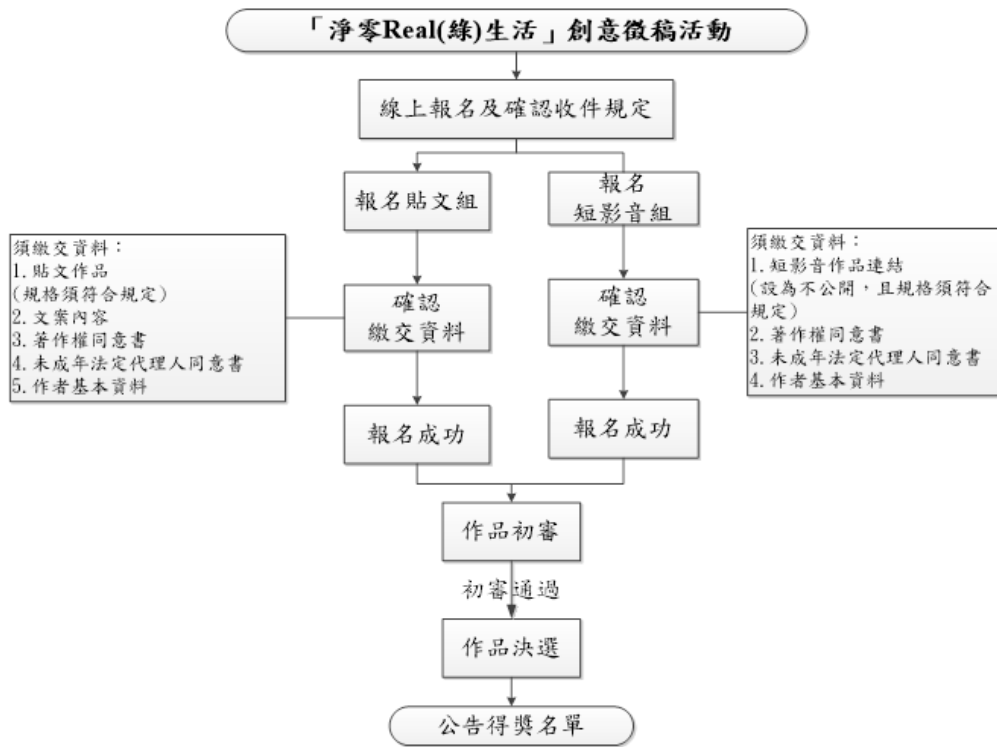 「淨零Real(綠)生活」創意徵稿活動
線上報名及確認收件規定
報名貼文組
報名
短影音組
須繳交資料：
1. 貼文作品
(規格須符合規定)
2. 文案內容
3. 著作權同意書
4. 未成年法定代理人同意書
5. 作者基本資料
確認
繳交資料
確認
繳交資料
須繳交資料：
1. 短影音作品連結
(設為不公開，且規格須符合
規定)
2. 著作權同意書
3. 未成年法定代理人同意書
4. 作者基本資料
報名成功
報名成功
作品初審
初審通過
作品決選
公告得獎名單